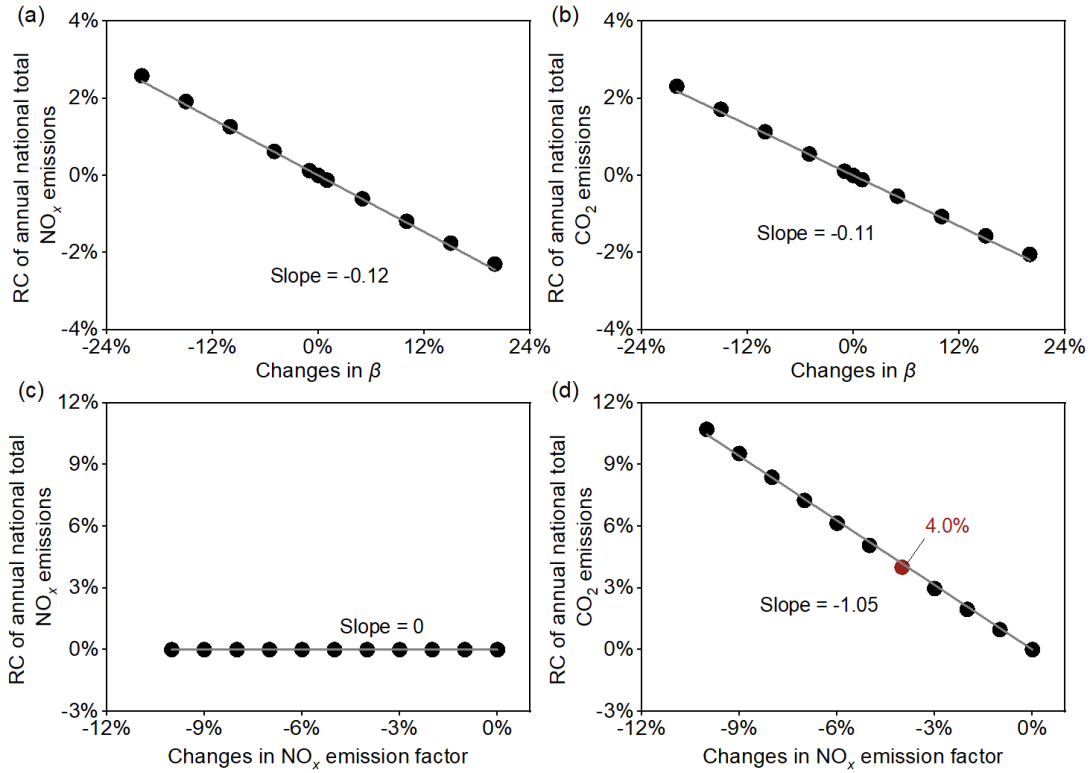 (a)
4%
2%
0%
-2%
-4%
RC of annual national total
NOx emissions
Slope = -0.12
-24%
-12%
0%
12%
24%
Changes in β
(b)
4%
2%
0%
-2%
-4%
RC of annual national total
CO2 emissions
Slope = -0.11
-24%
-12%
0%
12%
24%
Changes in β
(c)
12%
9%
6%
3%
0%
-3%
RC of annual national total
NOx emissions
Slope = 0
-12%
-9%
-6%
-3%
0%
Changes in NOx emission factor
(d)
12%
9%
6%
3%
0%
-3%
RC of annual national total
CO2 emissions
4.0%
Slope = -1.05
-12%
-9%
-6%
-3%
0%
Changes in NOx emission factor